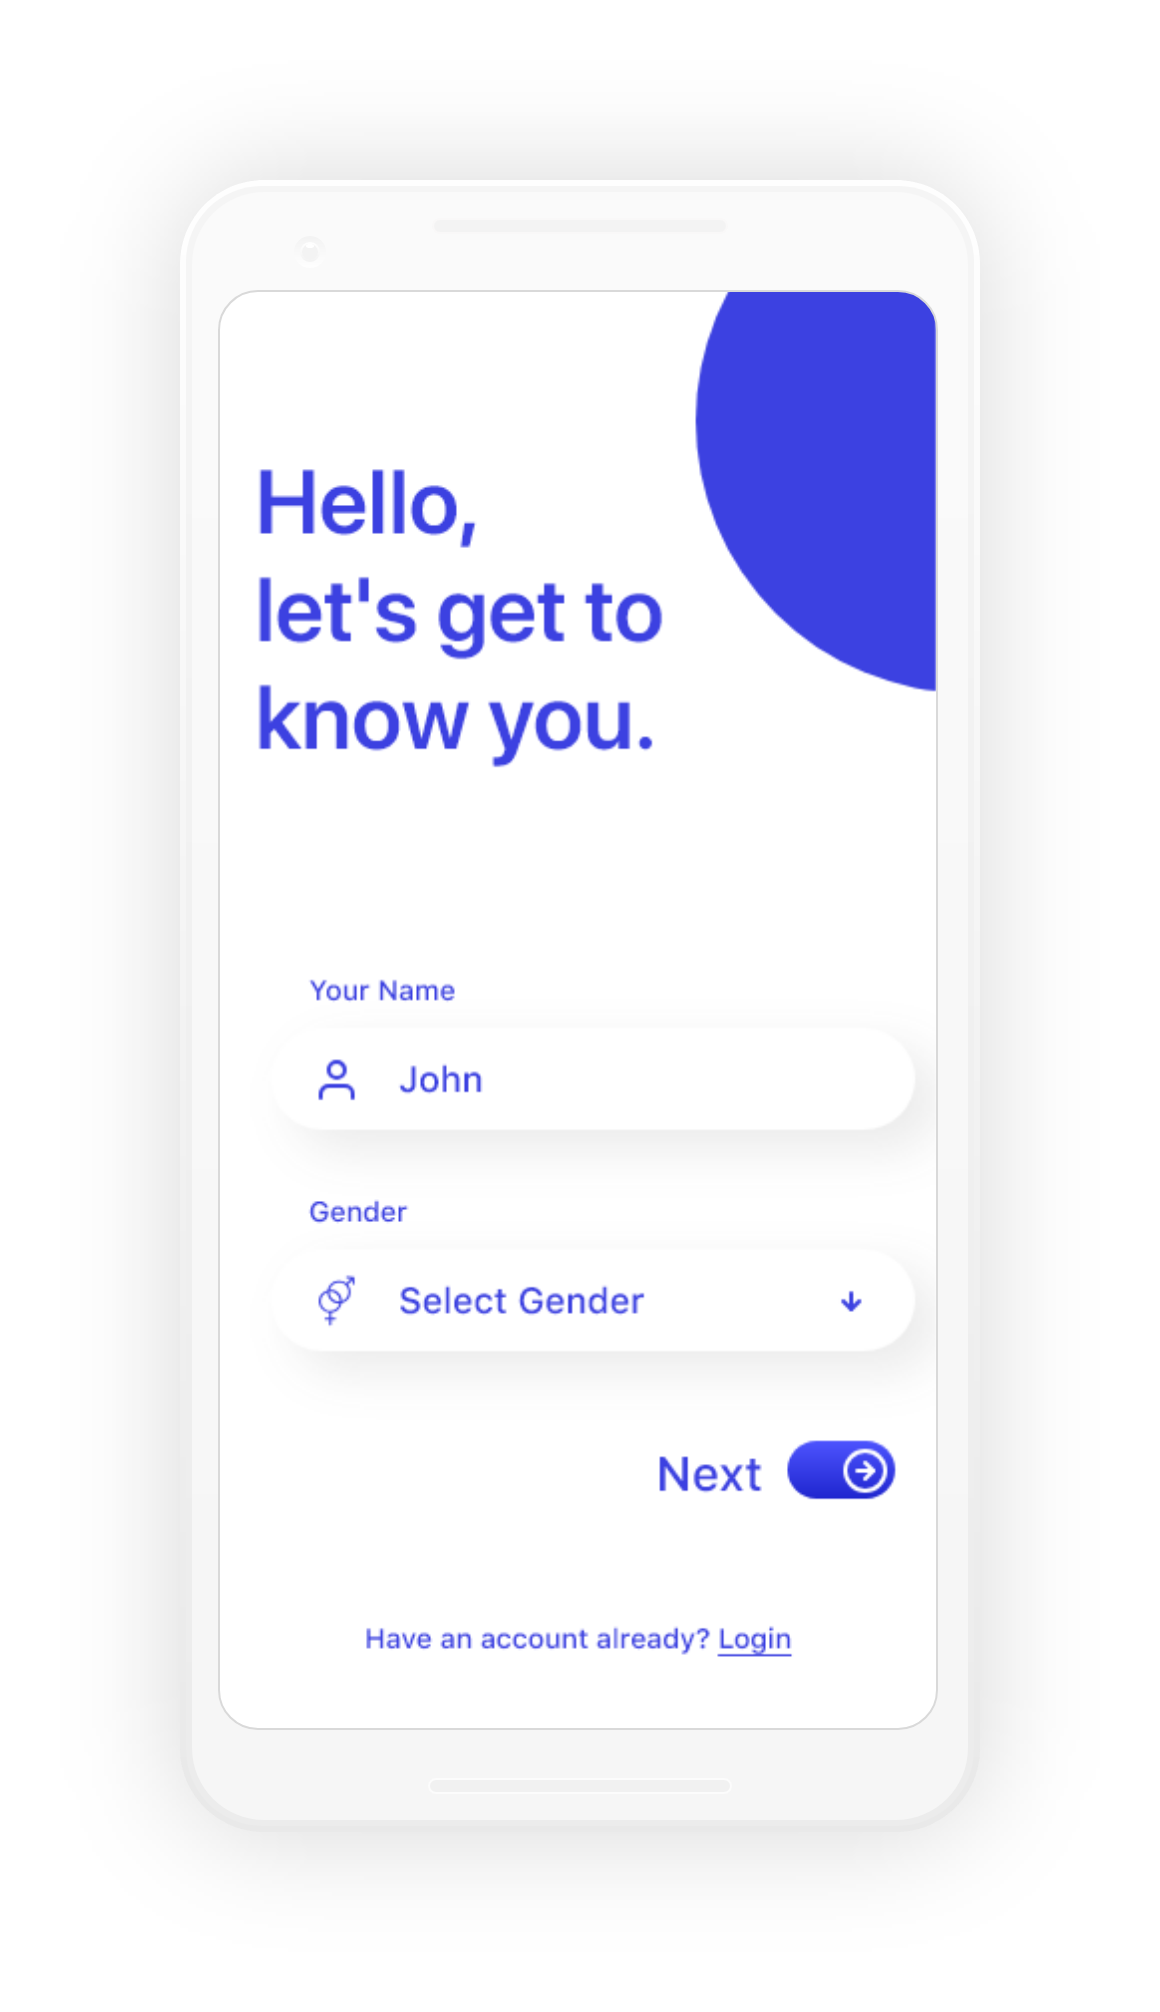 Hello,
let's get to
know you.
Your Name
John
Gender
Select Gender
Next
Have an account already? Login